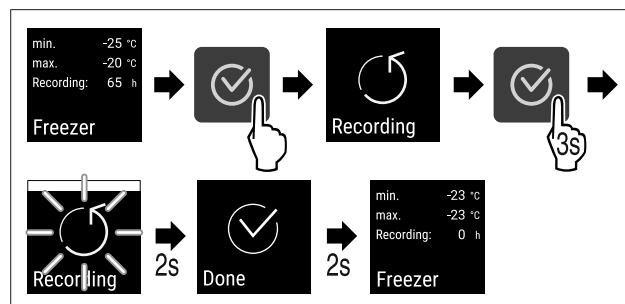 min. -25 °C
max. -20 °C
Recording: 65 h
Freezer
Recording
3s
Recording
2s
Done
2s
min. -23 °C
max. -23 °C
Recording: 0 h
Freezer